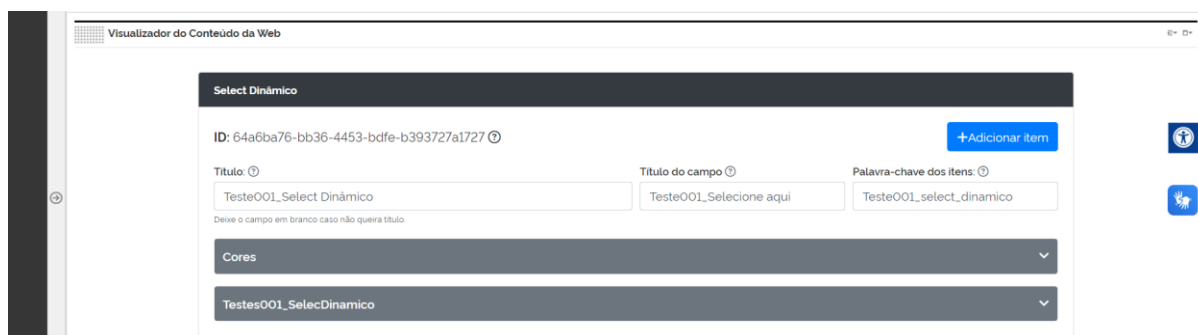 Visualizador do Conteúdo da Web
Select Dinâmico
ID: 64a6ba76-bb36-4453-bdfe-b393727a1727
+Adicionar item
Título: Título do campo Palavra-chave dos itens:
Teste001_Select Dinâmico Teste001_Selecione aqui Teste001_select_dinamico
Deixe o campo em branco caso não queira título.
Cores
Testes001_SelecDinamico